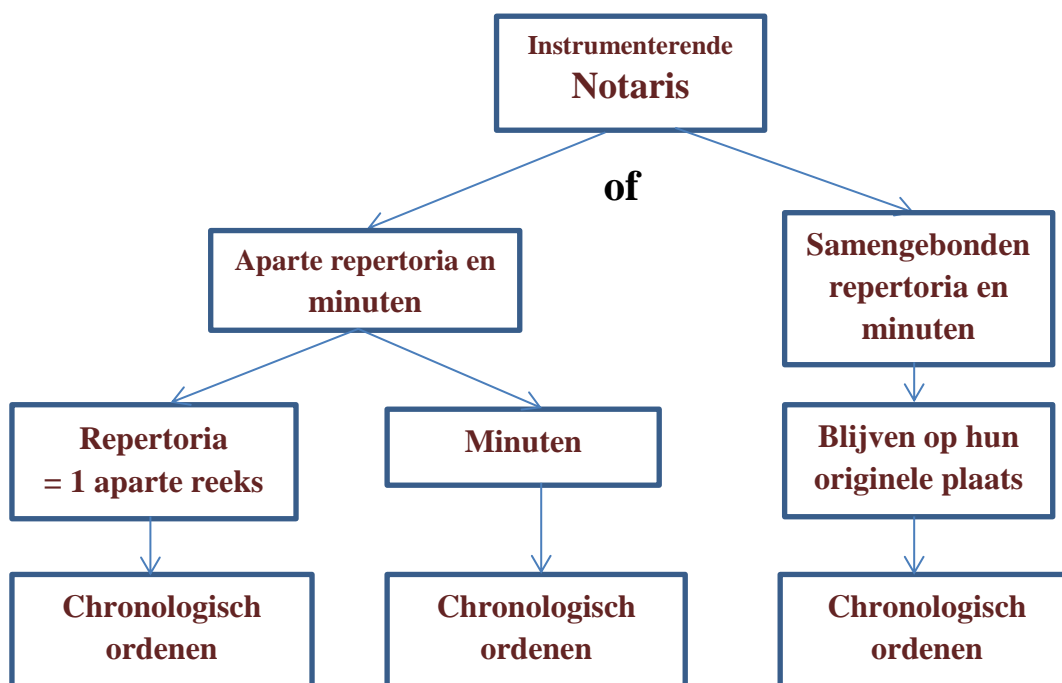 Instrumenterende
Notaris
of
Aparte repertoria en
minuten
Samengebonden
repertoria en
minuten
Repertoria
= 1 aparte reeks
Minuten
Blijven op hun
originele plaats
Chronologisch
ordenen
Chronologisch
ordenen
Chronologisch
ordenen